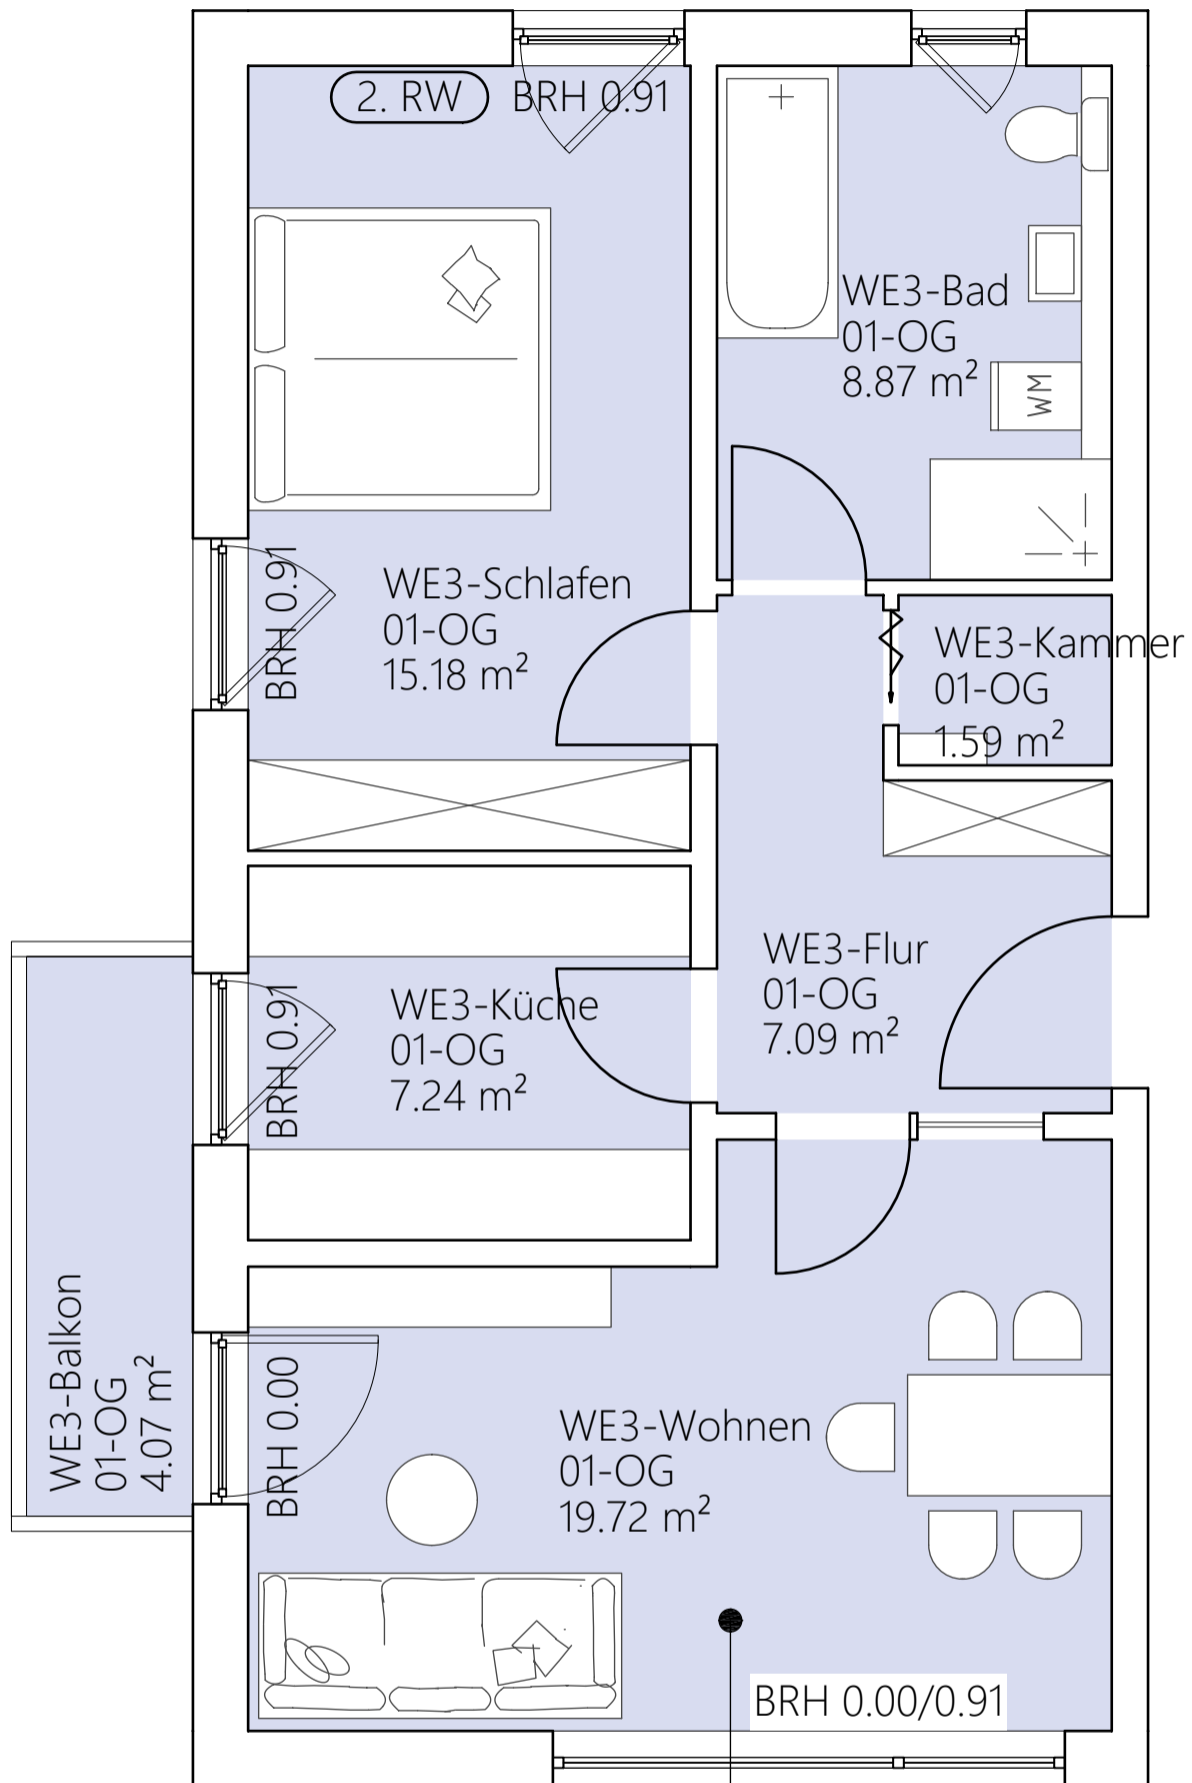 2. RW
BRH 0.91
WE3-Bad
01-OG
8.87 m²
WM
BRH 0.91
WE3-Schlafen
01-OG
15.18 m²
WE3-Kammer
01-OG
1.59 m²
WE3-Flur
01-OG
7.09 m²
BRH 0.91
WE3-Küche
01-OG
7.24 m²
WE3-Balkon
01-OG
4.07 m²
BRH 0.00
WE3-Wohnen
01-OG
19.72 m²
BRH 0.00/0.91